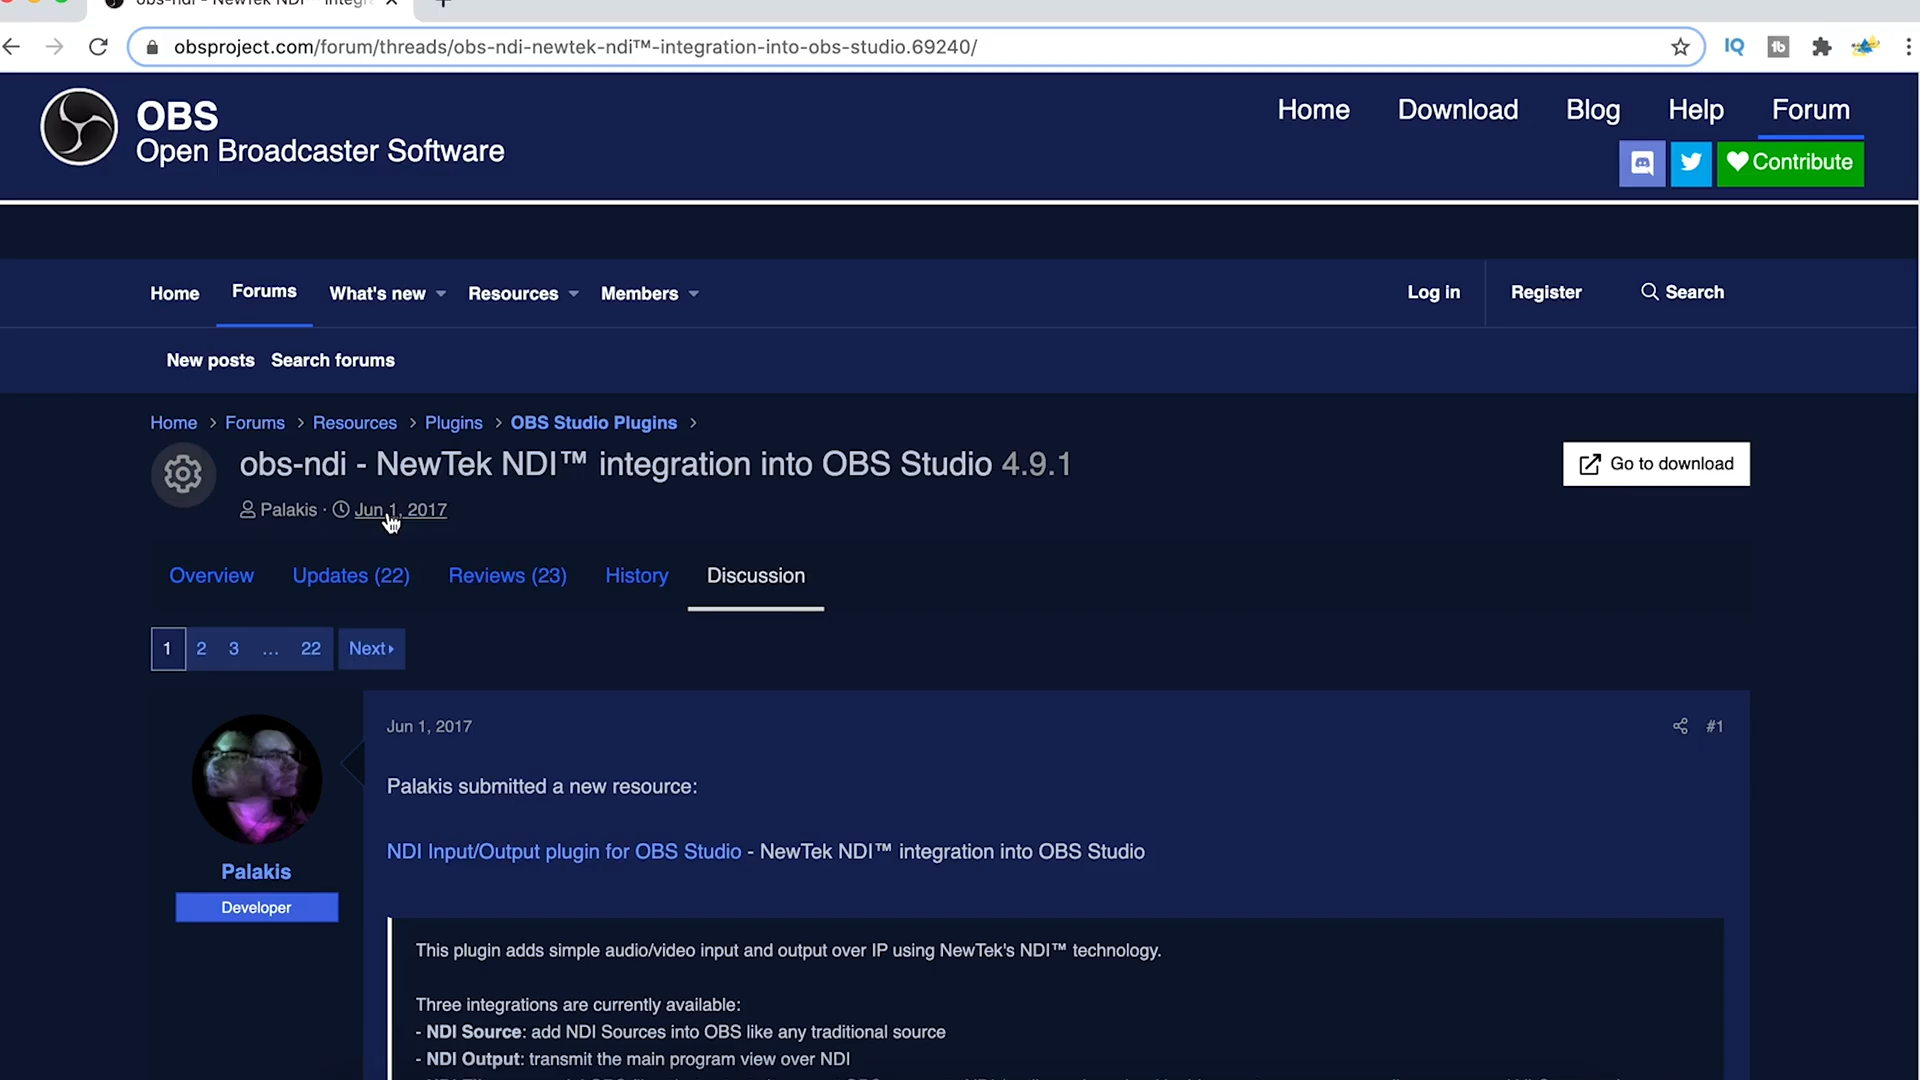 obs-ndi - NewTek NDI™ integra
obsproject.com/forum/threads/obs-ndi-newtek-ndi™-integration-into-obs-studio.69240/
IQ
tb
OBS
Open Broadcaster Software
Home Download Blog Help Forum
Contribute
Home Forums What's new Resources Members Log in Register Search
New posts Search forums
Home > Forums > Resources > Plugins > OBS Studio Plugins >
obs-ndi - NewTek NDI™ integration into OBS Studio 4.9.1
Go to download
Palakis · Jun 1, 2017
Overview Updates (22) Reviews (23) History Discussion
1 2 3 … 22 Next
Jun 1, 2017 #1
Palakis submitted a new resource:
NDI Input/Output plugin for OBS Studio - NewTek NDI™ integration into OBS Studio
Palakis
Developer
This plugin adds simple audio/video input and output over IP using NewTek's NDI™ technology.
Three integrations are currently available:
- NDI Source: add NDI Sources into OBS like any traditional source
- NDI Output: transmit the main program view over NDI